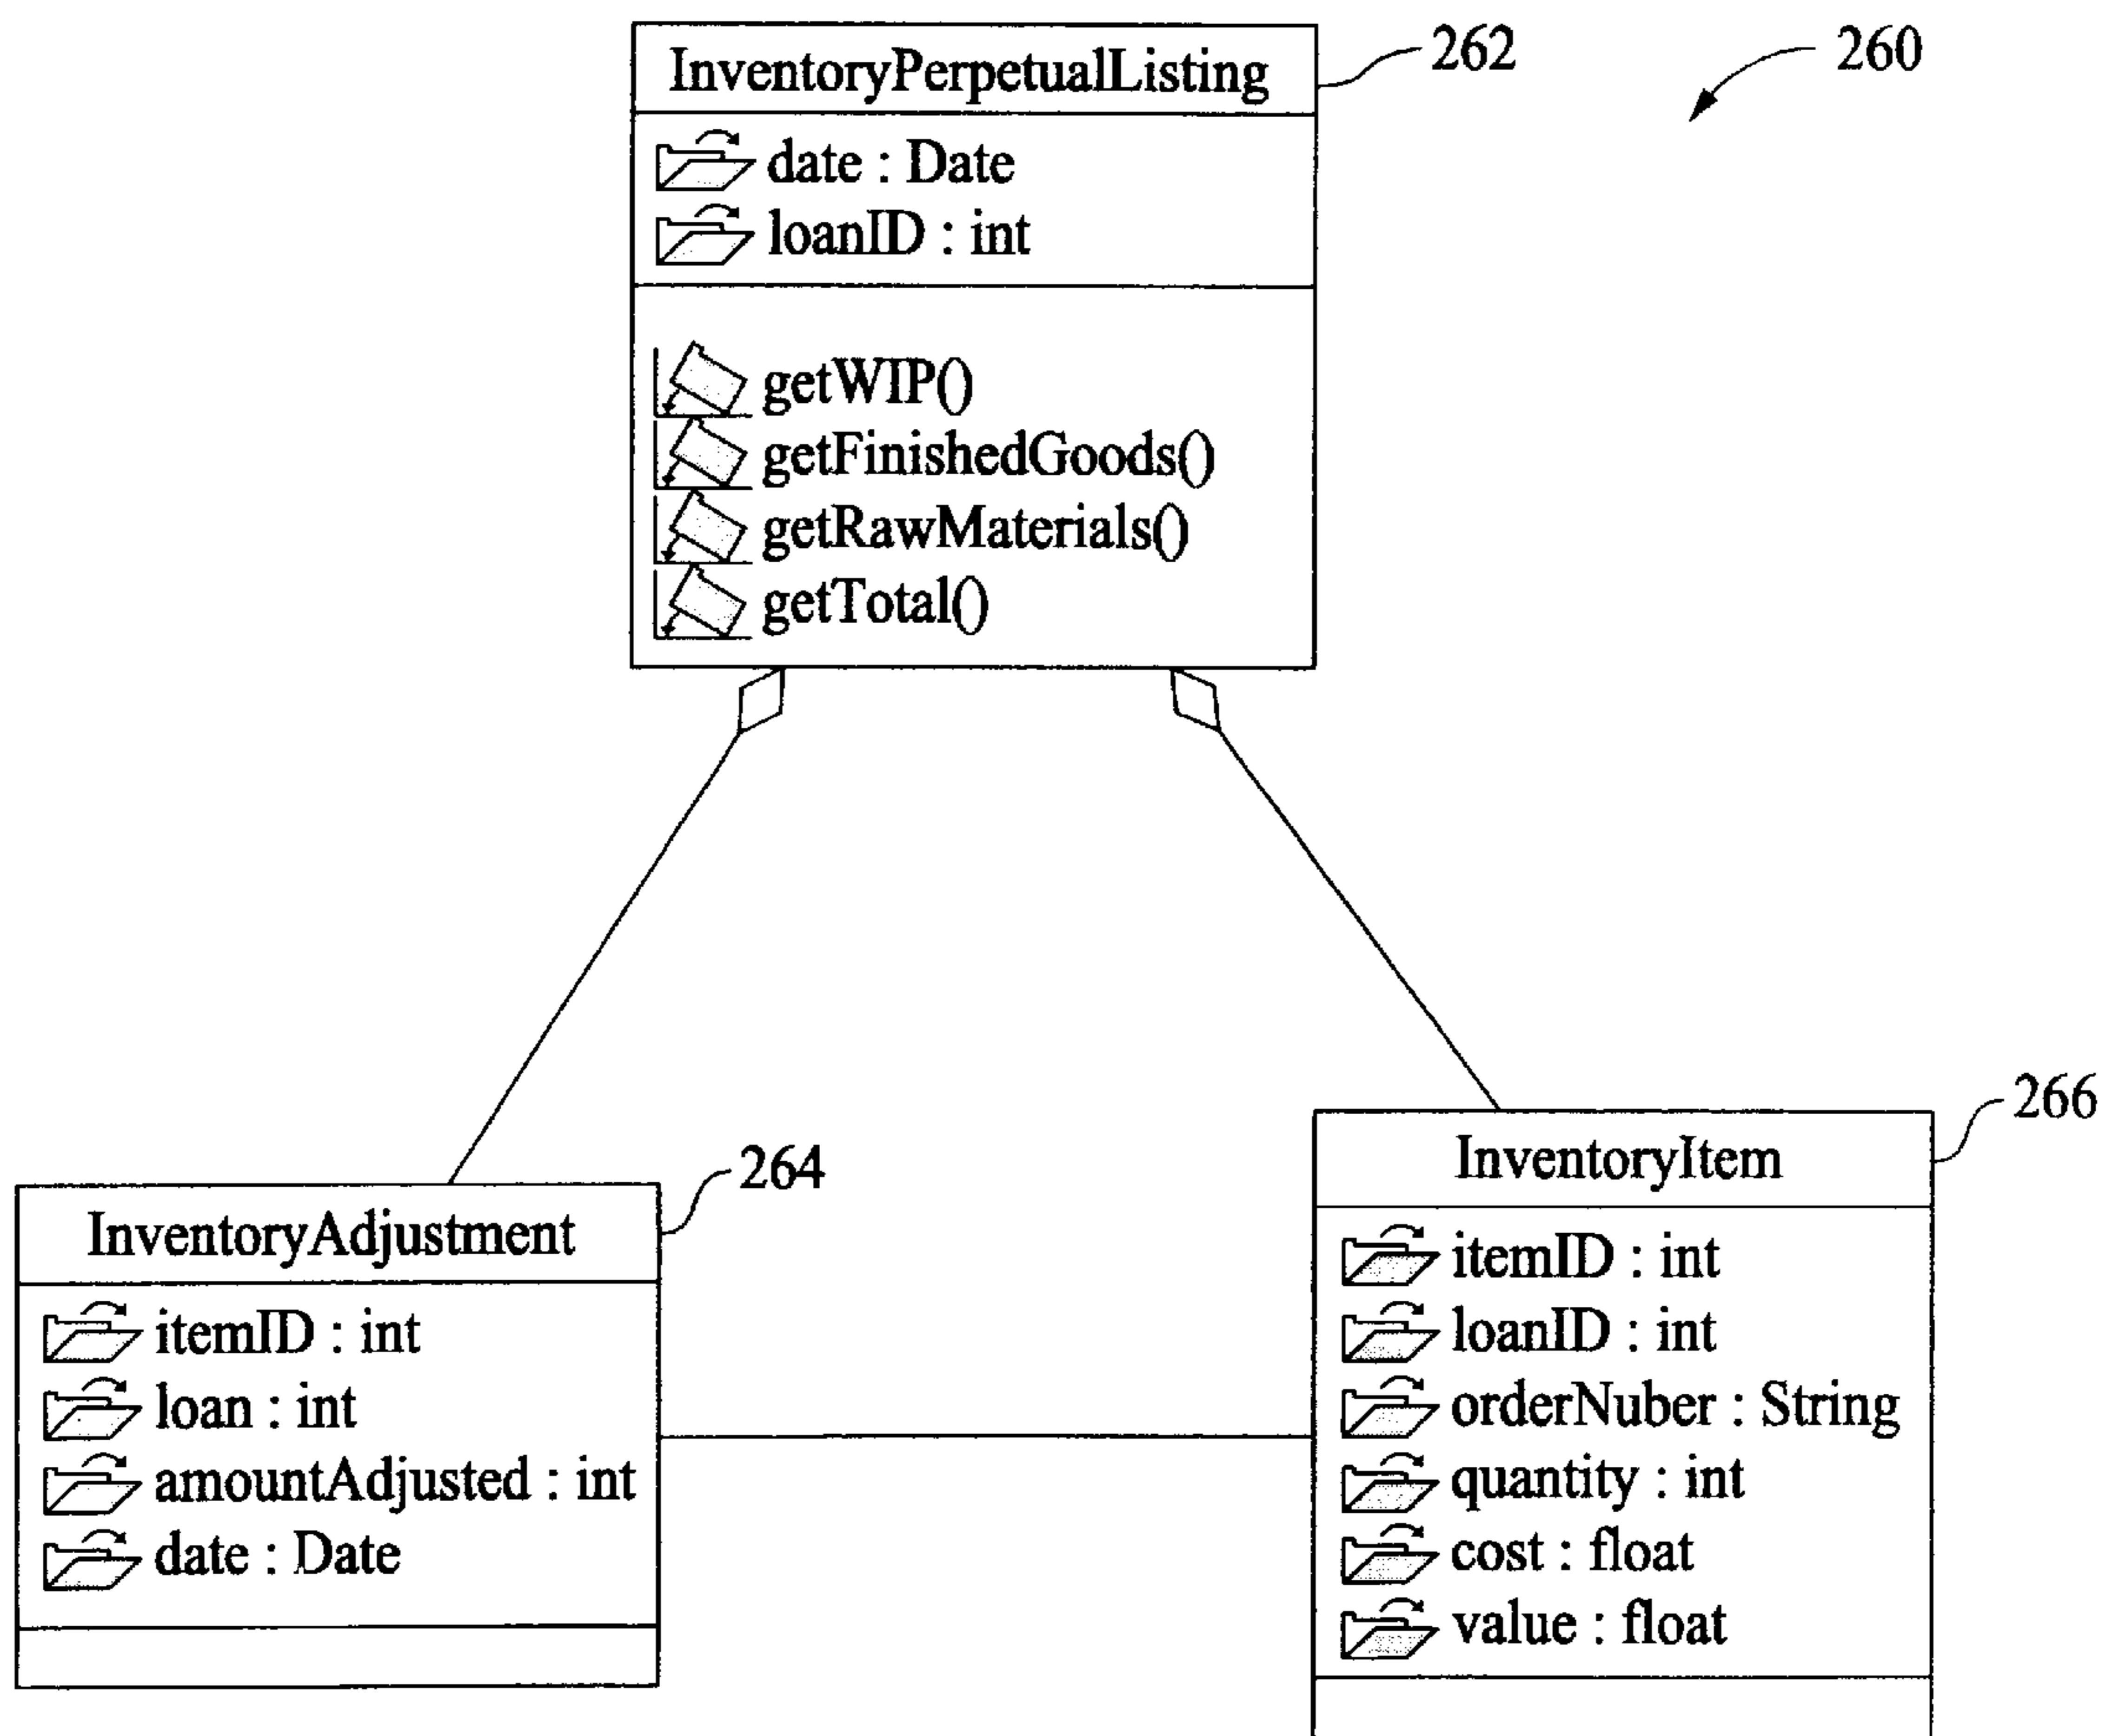 InventoryPerpetualListing
262
260
date : Date
loanID : int
getWIP()
getFinishedGoods()
getRawMaterials()
getTotal()
264
InventoryAdjustment
itemID : int
loan : int
amountAdjusted : int
date : Date
266
InventoryItem
itemID : int
loanID : int
orderNuber : String
quantity : int
cost : float
value : float